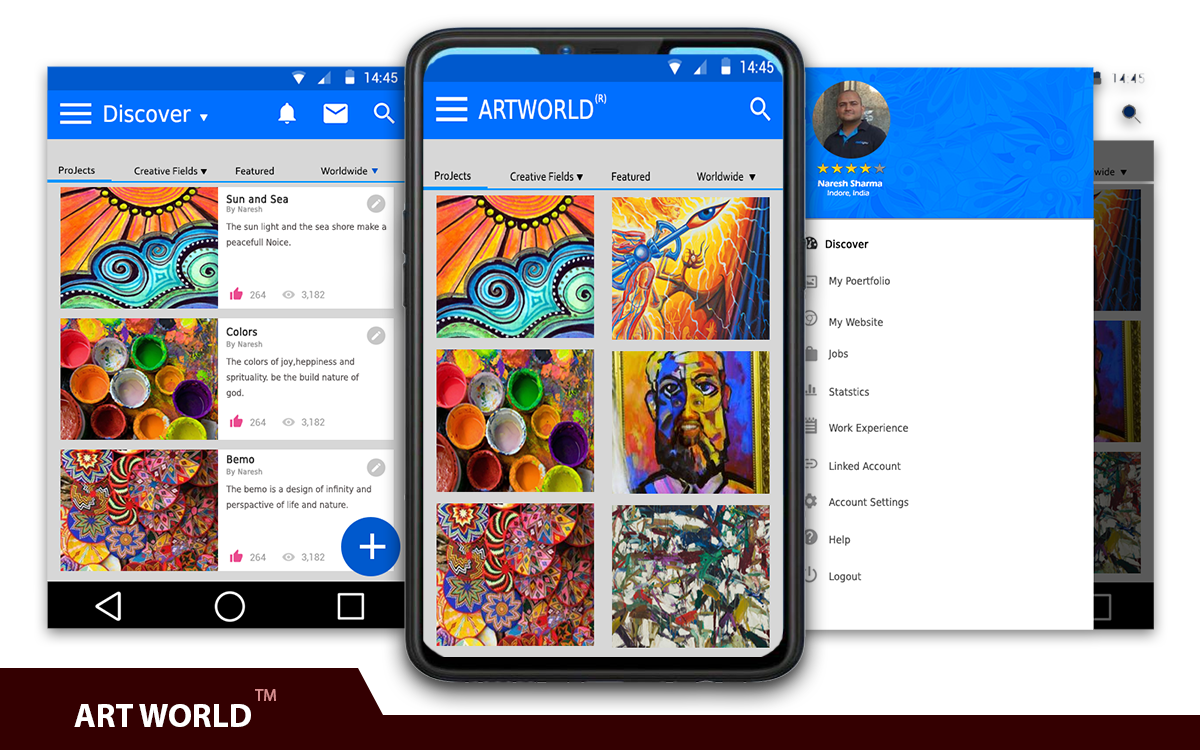 14:45
Discover
ProJects Creative Fields Featured Worldwide
Sun and Sea
By Naresh
The sun light and the sea shore make a
peacefull Noice.
264 3,182
Colors
By Naresh
The colors of joy,heppiness and
sprituality. be the build nature of
god.
264 3,182
Bemo
By Naresh
The bemo is a design of infinity and
perspactive of life and nature.
264 3,182
14:45
ARTWORLD(R)
ProJects Creative Fields Featured Worldwide
14:45
wide
Naresh Sharma
Indore, India
Discover
My Poertfolio
My Website
Jobs
Statstics
Work Experience
Linked Account
Account Settings
Help
Logout
ART WORLD TM